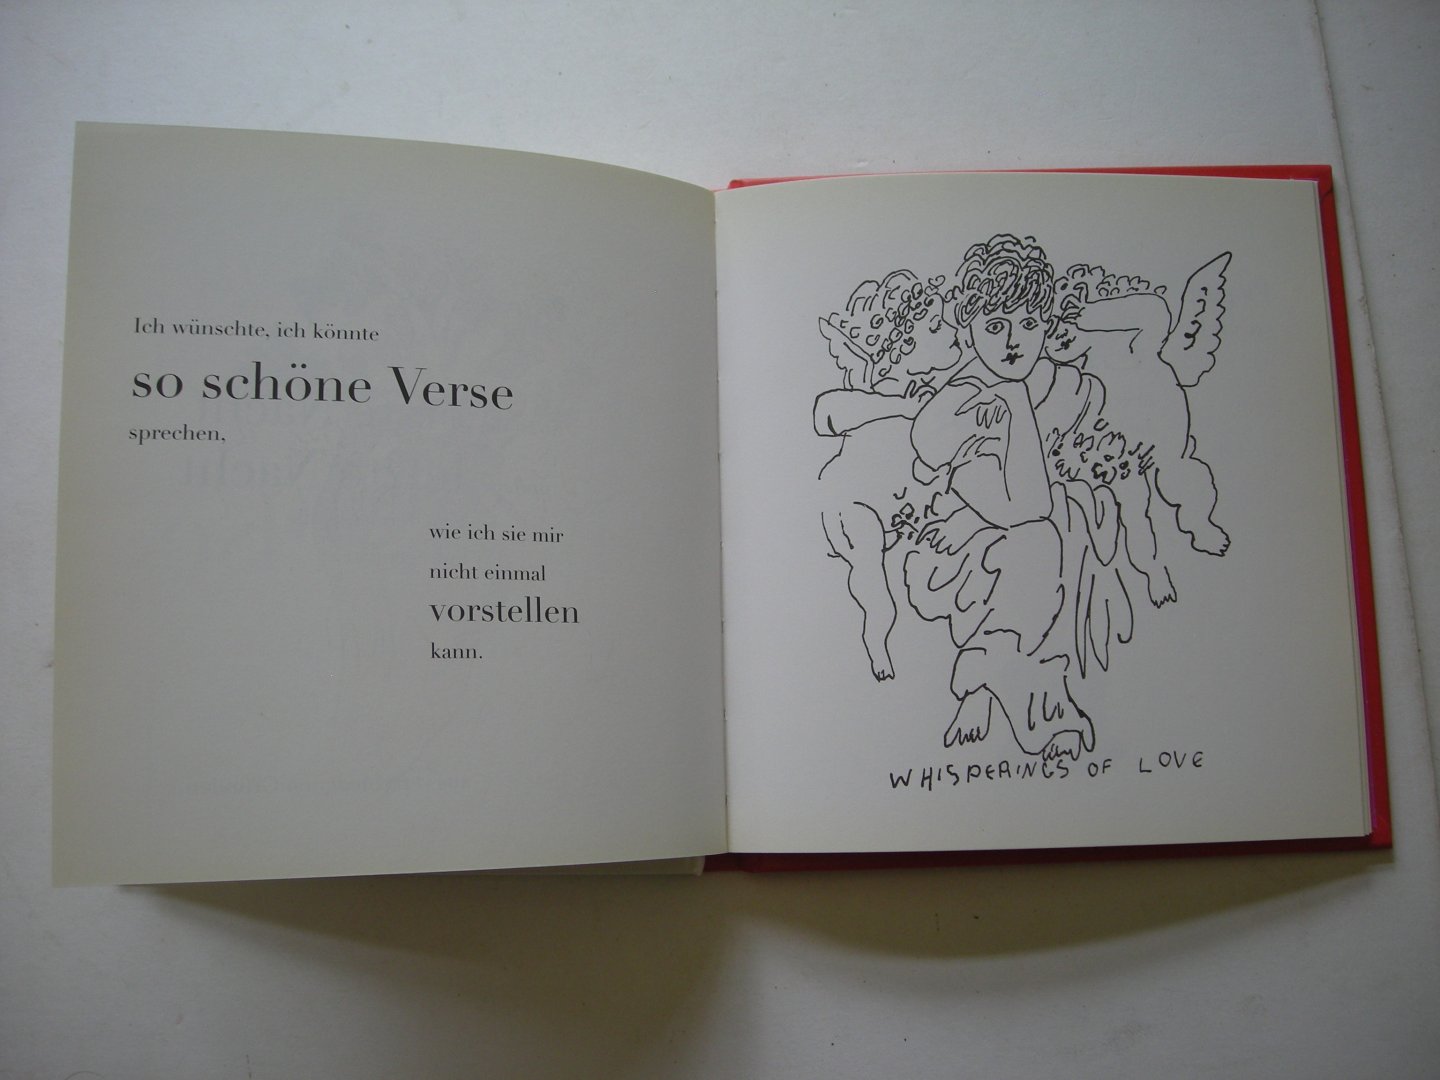 Ich wünschte, ich könnte
so schöne Verse
sprechen,
wie ich sie mir
nicht einmal
vorstellen
kann.
WHISPERINGS OF LOVE